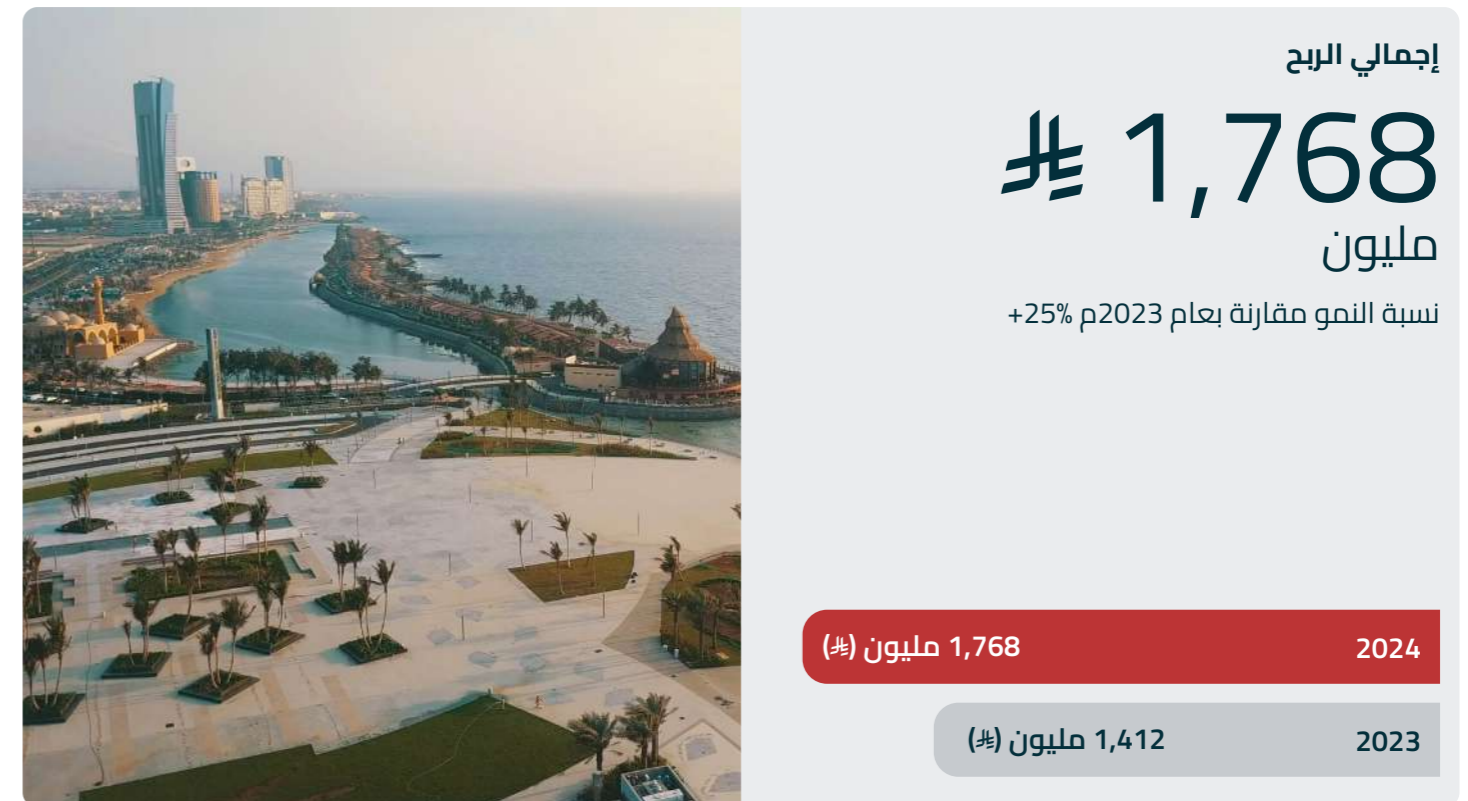 إجمالي الربح
1,768 ⃁
مليون
نسبة النمو مقارنة بعام 2023م 25%+
2024 1,768 مليون (⃁)
2023 1,412 مليون (⃁)